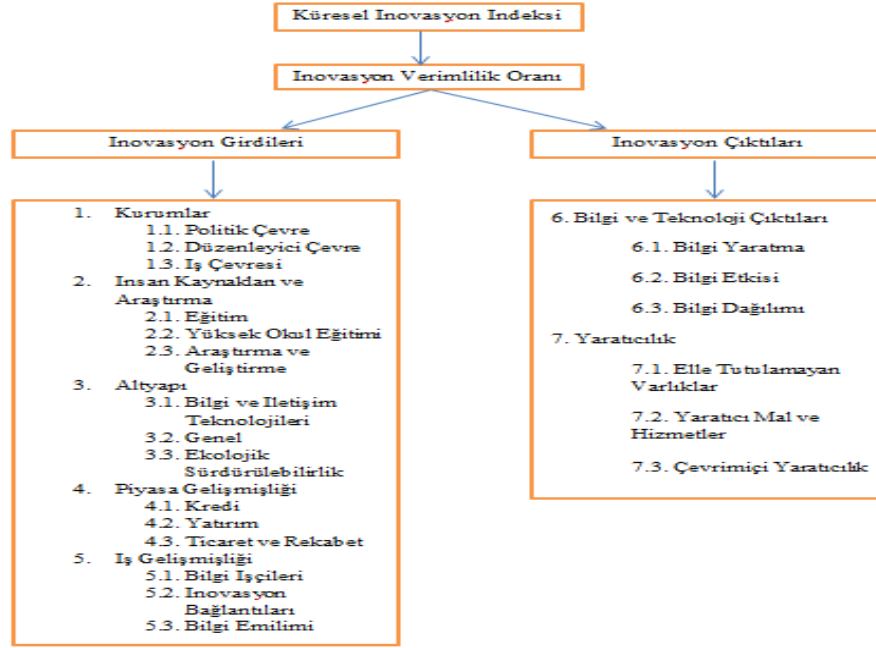 Küresel Inovasyon Indeksi
Inovasyon Verimlilik Oranı
Inovasyon Girdileri
Inovasyon Çıktıları
1. Kurumlar
1.1. Politik Çevre
1.2. Düzenleyici Çevre
1.3. Iş Çevresi
2. Insan Kaynakları ve
Araştırma
2.1. Eğitim
2.2. Yüksek Okul Eğitimi
2.3. Araştırma ve
Geliştirme
3. Altyapı
3.1. Bilgi ve Iletişim
Teknolojileri
3.2. Genel
3.3. Ekolojik
Sürdürülebilirlik
4. Piyasa Gelişmişliği
4.1. Kredi
4.2. Yatırım
4.3. Ticaret ve Rekabet
5. Iş Gelişmişliği
5.1. Bilgi Işçileri
5.2. Inovasyon
Bağlantıları
5.3. Bilgi Emilimi
6. Bilgi ve Teknoloji Çıktıları
6.1. Bilgi Yaratma
6.2. Bilgi Etkisi
6.3. Bilgi Dağılımı
7. Yaratıcılık
7.1. Elle Tutulamayan
Varlıklar
7.2. Yaratıcı Mal ve
Hizmetler
7.3. Çevrimiçi Yaratıcılık